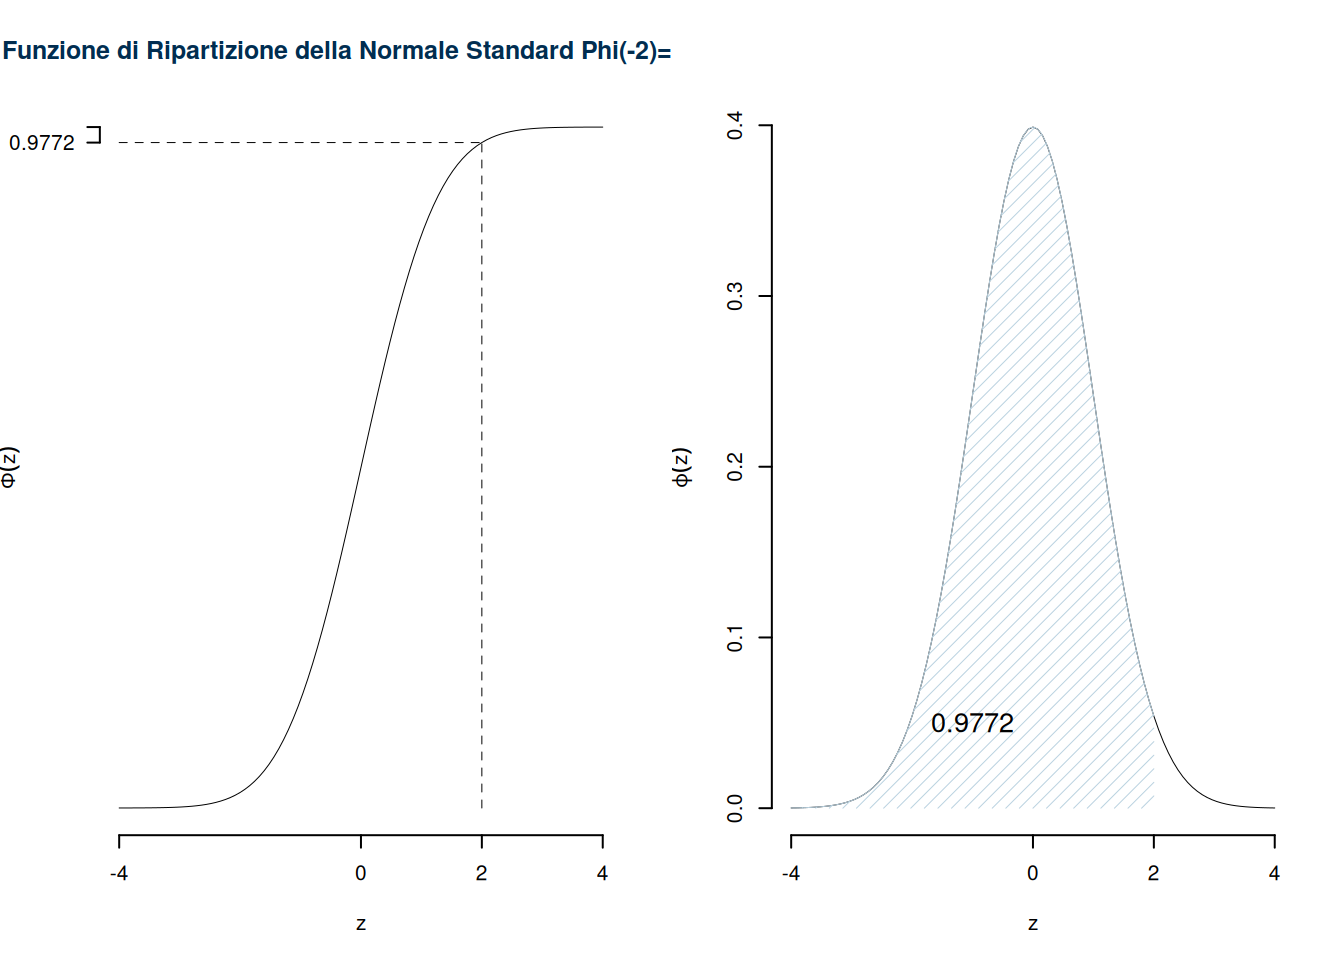 Funzione di Ripartizione della Normale Standard Phi(-2)=
0.9772
Φ(z)
-4 0 2 4
z
0.4
0.3
0.2
0.1
0.0
ϕ(z)
0.9772
-4 0 2 4
z